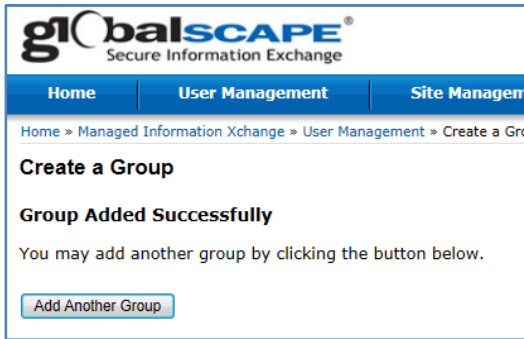 globalSCAPE®
Secure Information Exchange
Home User Management Site Managem
Home » Managed Information Xchange » User Management » Create a Gro
Create a Group
Group Added Successfully
You may add another group by clicking the button below.
Add Another Group